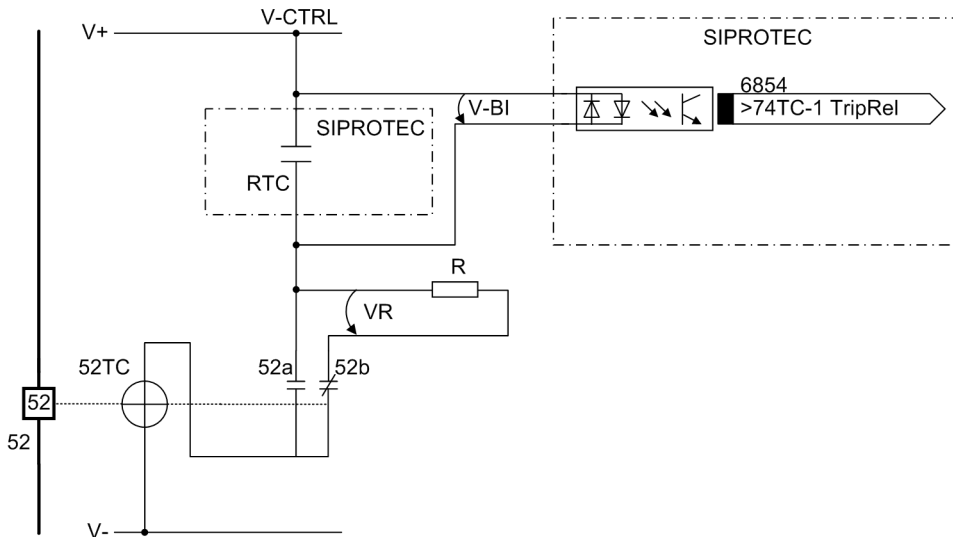 V-CTRL
V+
SIPROTEC
6854
V-BI
>74TC-1 TripRel
SIPROTEC
RTC
R
VR
52TC
52a
52b
52
52
V-